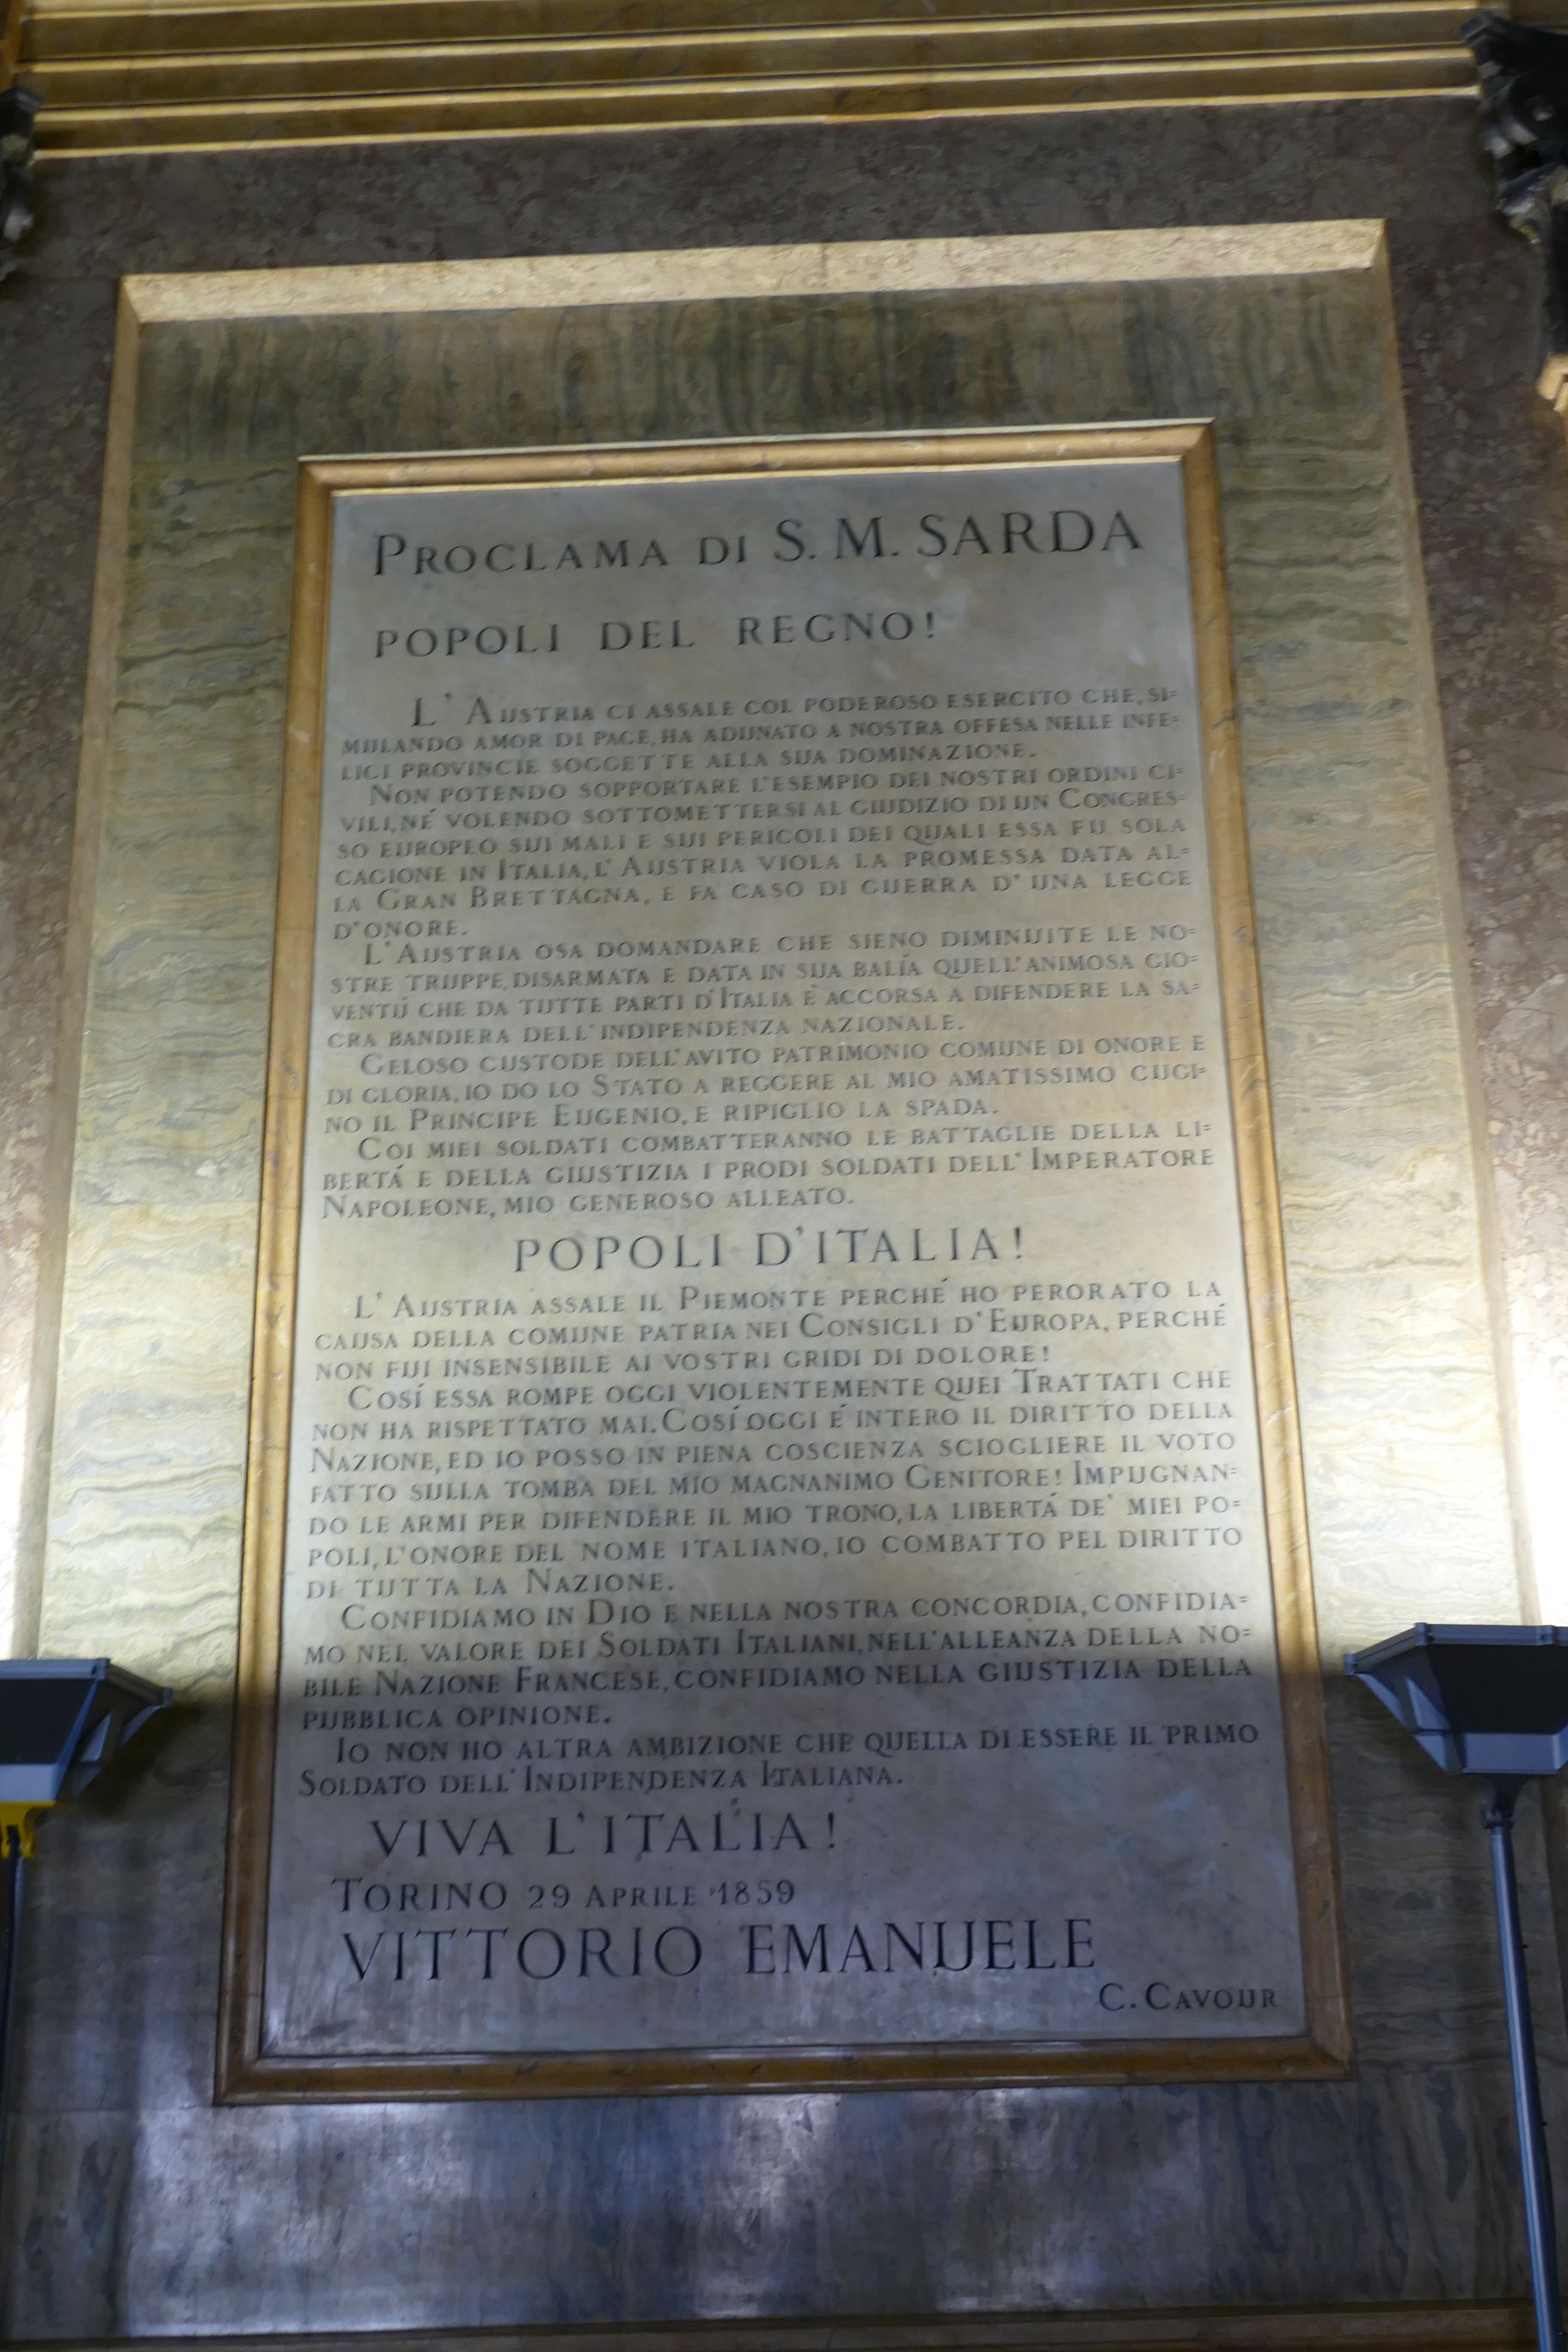 PROCLAMA DI S. M. SARDA
POPOLI DEL REGNO!
L'AUSTRIA CI ASSALE COL PODEROSO ESERCITO CHE, SI=
MULANDO AMOR DI PACE, HA ADUNATO A NOSTRA OFFESA NELLE INFE=
LICI PROVINCIE SOGGETTE ALLA SUA DOMINAZIONE.
NON POTENDO SOPPORTARE L'ESEMPIO DEI NOSTRI ORDINI CI=
VILI, NÉ VOLENDO SOTTOMETTERSI AL GIUDIZIO DI UN CONGRES=
SO EUROPEO SUI MALI E SUI PERICOLI DEI QUALI ESSA FU SOLA
CAGIONE IN ITALIA, L'AUSTRIA VIOLA LA PROMESSA DATA AL=
LA GRAN BRETTAGNA, E FA CASO DI GUERRA D'UNA LEGGE
D'ONORE.
L'AUSTRIA OSA DOMANDARE CHE SIENO DIMINUITE LE NO=
STRE TRUPPE, DISARMATA E DATA IN SUA BALÍA QUELL'ANIMOSA GIO=
VENTÚ CHE DA TUTTE PARTI D'ITALIA É ACCORSA A DIFENDERE LA SA=
CRA BANDIERA DELL'INDIPENDENZA NAZIONALE.
GELOSO CUSTODE DELL'AVITO PATRIMONIO COMUNE DI ONORE E
DI GLORIA, IO DO LO STATO A REGGERE AL MIO AMATISSIMO CUGI=
NO IL PRINCIPE EUGENIO, E RIPIGLIO LA SPADA.
COI MIEI SOLDATI COMBATTERANNO LE BATTAGLIE DELLA LI=
BERTÁ E DELLA GIUSTIZIA I PRODI SOLDATI DELL'IMPERATORE
NAPOLEONE, MIO GENEROSO ALLEATO.
POPOLI D'ITALIA!
L'AUSTRIA ASSALE IL PIEMONTE PERCHÉ HO PERORATO LA
CAUSA DELLA COMUNE PATRIA NEI CONSIGLI D'EUROPA, PERCHÉ
NON FUI INSENSIBILE AI VOSTRI GRIDI DI DOLORE!
COSÍ ESSA ROMPE OGGI VIOLENTEMENTE QUEI TRATTATI CHE
NON HA RISPETTATO MAI. COSÍ OGGI É INTERO IL DIRITTO DELLA
NAZIONE, ED IO POSSO IN PIENA COSCIENZA SCIOGLIERE IL VOTO
FATTO SULLA TOMBA DEL MIO MAGNANIMO GENITORE! IMPUGNAN=
DO LE ARMI PER DIFENDERE IL MIO TRONO, LA LIBERTÁ DE' MIEI PO=
POLI, L'ONORE DEL NOME ITALIANO, IO COMBATTO PEL DIRITTO
DI TUTTA LA NAZIONE.
CONFIDIAMO IN DIO E NELLA NOSTRA CONCORDIA, CONFIDIA=
MO NEL VALORE DEI SOLDATI ITALIANI, NELL'ALLEANZA DELLA NO=
BILE NAZIONE FRANCESE, CONFIDIAMO NELLA GIUSTIZIA DELLA
PUBBLICA OPINIONE.
IO NON HO ALTRA AMBIZIONE CHE QUELLA DI ESSERE IL PRIMO
SOLDATO DELL'INDIPENDENZA ITALIANA.
VIVA L'ITALIA!
TORINO 29 APRILE 1859
VITTORIO EMANUELE
C. CAVOUR